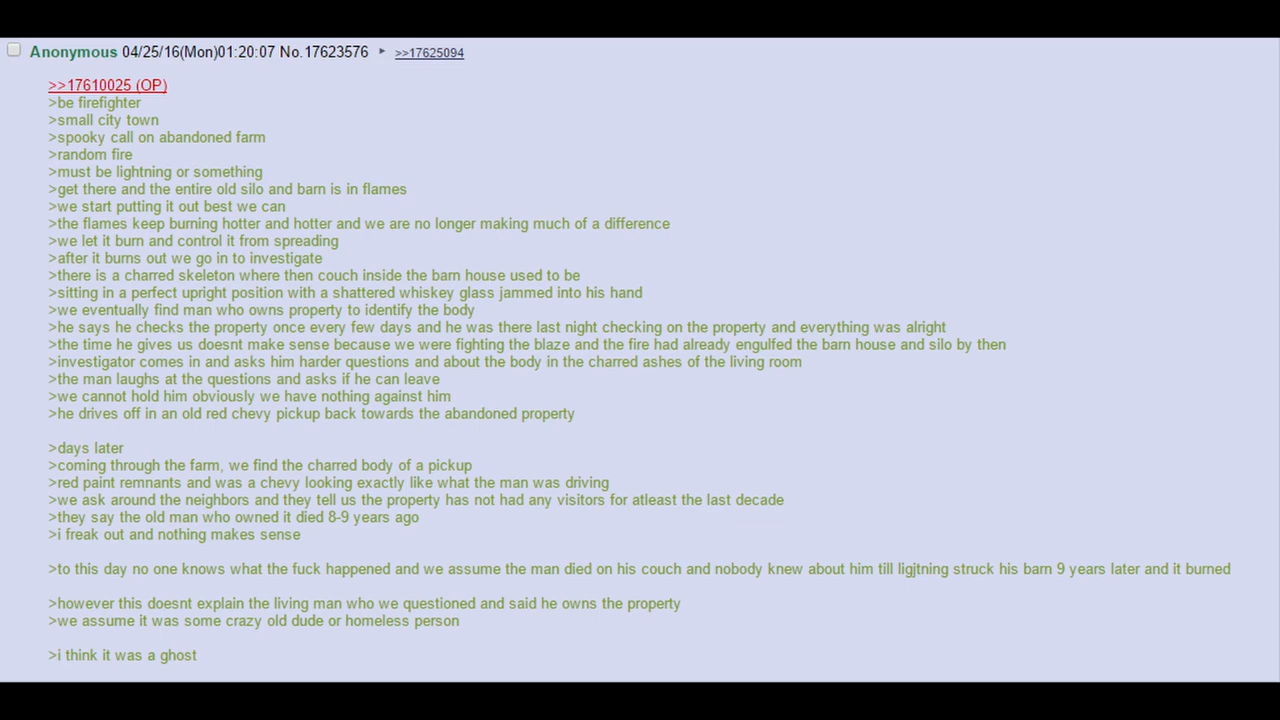 Anonymous 04/25/16(Mon)01:20:07 No.17623576 ▸ >>17625094
>>17610025 (OP)
>be firefighter
>small city town
>spooky call on abandoned farm
>random fire
>must be lightning or something
>get there and the entire old silo and barn is in flames
>we start putting it out best we can
>the flames keep burning hotter and hotter and we are no longer making much of a difference
>we let it burn and control it from spreading
>after it burns out we go in to investigate
>there is a charred skeleton where then couch inside the barn house used to be
>sitting in a perfect upright position with a shattered whiskey glass jammed into his hand
>we eventually find man who owns property to identify the body
>he says he checks the property once every few days and he was there last night checking on the property and everything was alright
>the time he gives us doesnt make sense because we were fighting the blaze and the fire had already engulfed the barn house and silo by then
>investigator comes in and asks him harder questions and about the body in the charred ashes of the living room
>the man laughs at the questions and asks if he can leave
>we cannot hold him obviously we have nothing against him
>he drives off in an old red chevy pickup back towards the abandoned property
>days later
>coming through the farm, we find the charred body of a pickup
>red paint remnants and was a chevy looking exactly like what the man was driving
>we ask around the neighbors and they tell us the property has not had any visitors for atleast the last decade
>they say the old man who owned it died 8-9 years ago
>i freak out and nothing makes sense
>to this day no one knows what the fuck happened and we assume the man died on his couch and nobody knew about him till ligjtning struck his barn 9 years later and it burned
>however this doesnt explain the living man who we questioned and said he owns the property
>we assume it was some crazy old dude or homeless person
>i think it was a ghost